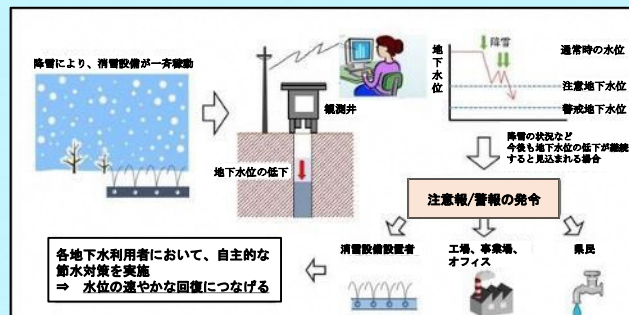 降雪により、消雪設備が一斉稼動
観測井
地下水位の低下
地下水位
降雪
通常時の水位
注意地下水位
警戒地下水位
降雪の状況など
今後も地下水位の低下が継続
すると見込まれる場合
注意報/警報の発令
消雪設備設置者
工場、事業場、
オフィス
県民
各地下水利用者において、自主的な
節水対策を実施
⇒ 水位の速やかな回復につなげる